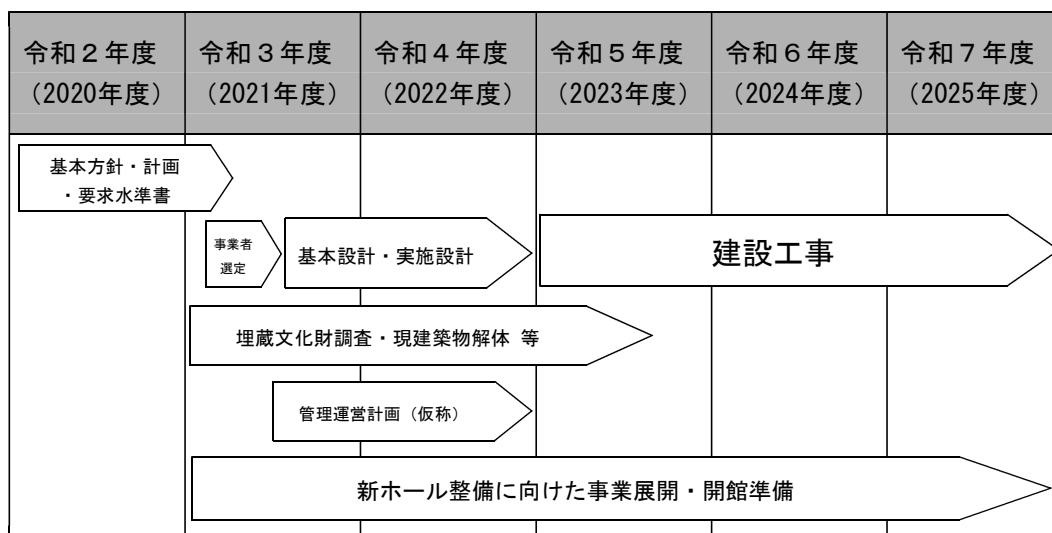 令和２年度
(2020年度)
令和３年度
(2021年度)
令和４年度
(2022年度)
令和５年度
(2023年度)
令和６年度
(2024年度)
令和７年度
(2025年度)
基本方針・計画
・要求水準書
事業者
選定
基本設計・実施設計
建設工事
埋蔵文化財調査・現建築物解体 等
管理運営計画（仮称）
新ホール整備に向けた事業展開・開館準備